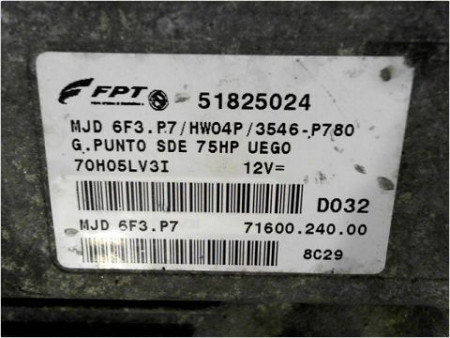 FPT 51825024
MJD 6F3.P7/HW04P/3546-P780
G.PUNTO SDE 75HP UEGO
70H05LV3I 12V=
D032
MJD 6F3.P7 71600.240.00
8C29